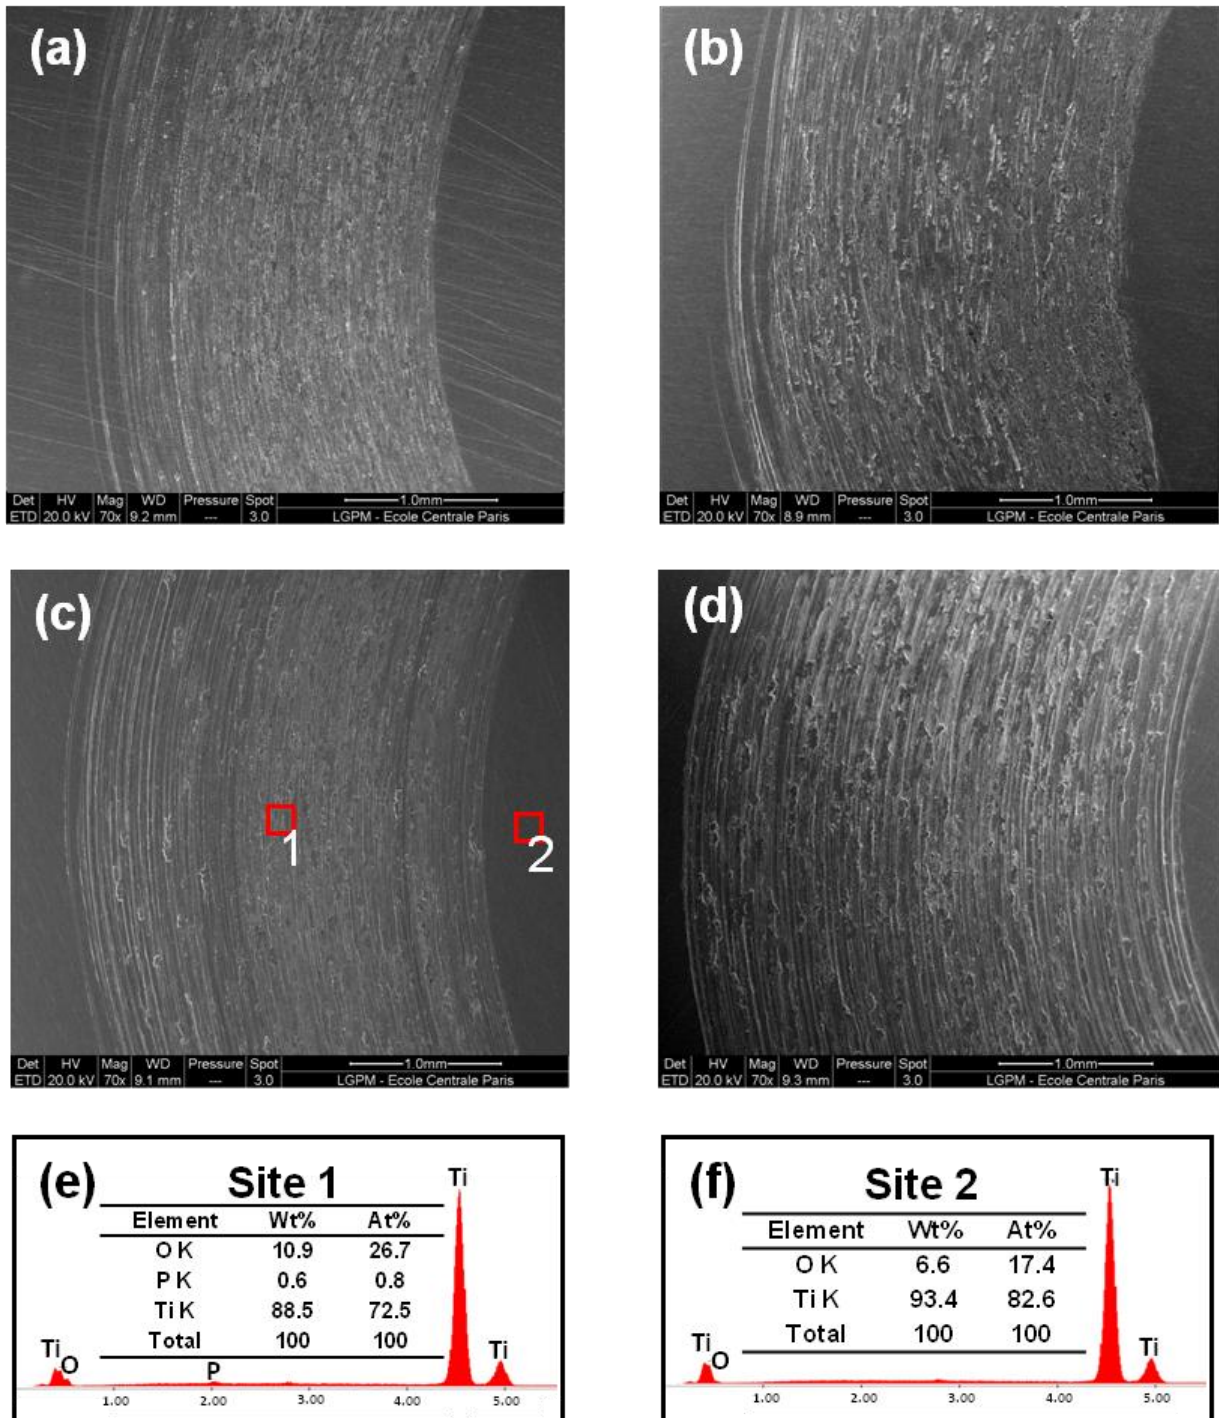 (a)
Det HV Mag WD Pressure Spot 1.0mm
ETD 20.0 kV 70x 9.2 mm --- 3.0 LGPM - Ecole Centrale Paris
(b)
Det HV Mag WD Pressure Spot 1.0mm
ETD 20.0 kV 70x 8.9 mm --- 3.0 LGPM - Ecole Centrale Paris
(c)
1
2
Det HV Mag WD Pressure Spot 1.0mm
ETD 20.0 kV 70x 9.1 mm --- 3.0 LGPM - Ecole Centrale Paris
(d)
Det HV Mag WD Pressure Spot 1.0mm
ETD 20.0 kV 70x 9.3 mm --- 3.0 LGPM - Ecole Centrale Paris
(e) Site 1
Element Wt% At%
O K 10.9 26.7
P K 0.6 0.8
Ti K 88.5 72.5
Total 100 100
Ti O P Ti Ti
1.00 2.00 3.00 4.00 5.00
(f) Site 2
Element Wt% At%
O K 6.6 17.4
Ti K 93.4 82.6
Total 100 100
Ti O Ti Ti
1.00 2.00 3.00 4.00 5.00